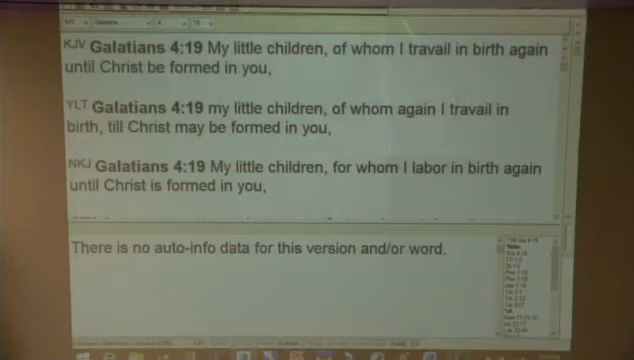 KJV Galatians 4:19 My little children, of whom I travail in birth again
until Christ be formed in you,
YLT Galatians 4:19 my little children, of whom again I travail in
birth, till Christ may be formed in you,
NKJ Galatians 4:19 My little children, for whom I labor in birth again
until Christ is formed in you,
There is no auto-info data for this version and/or word.